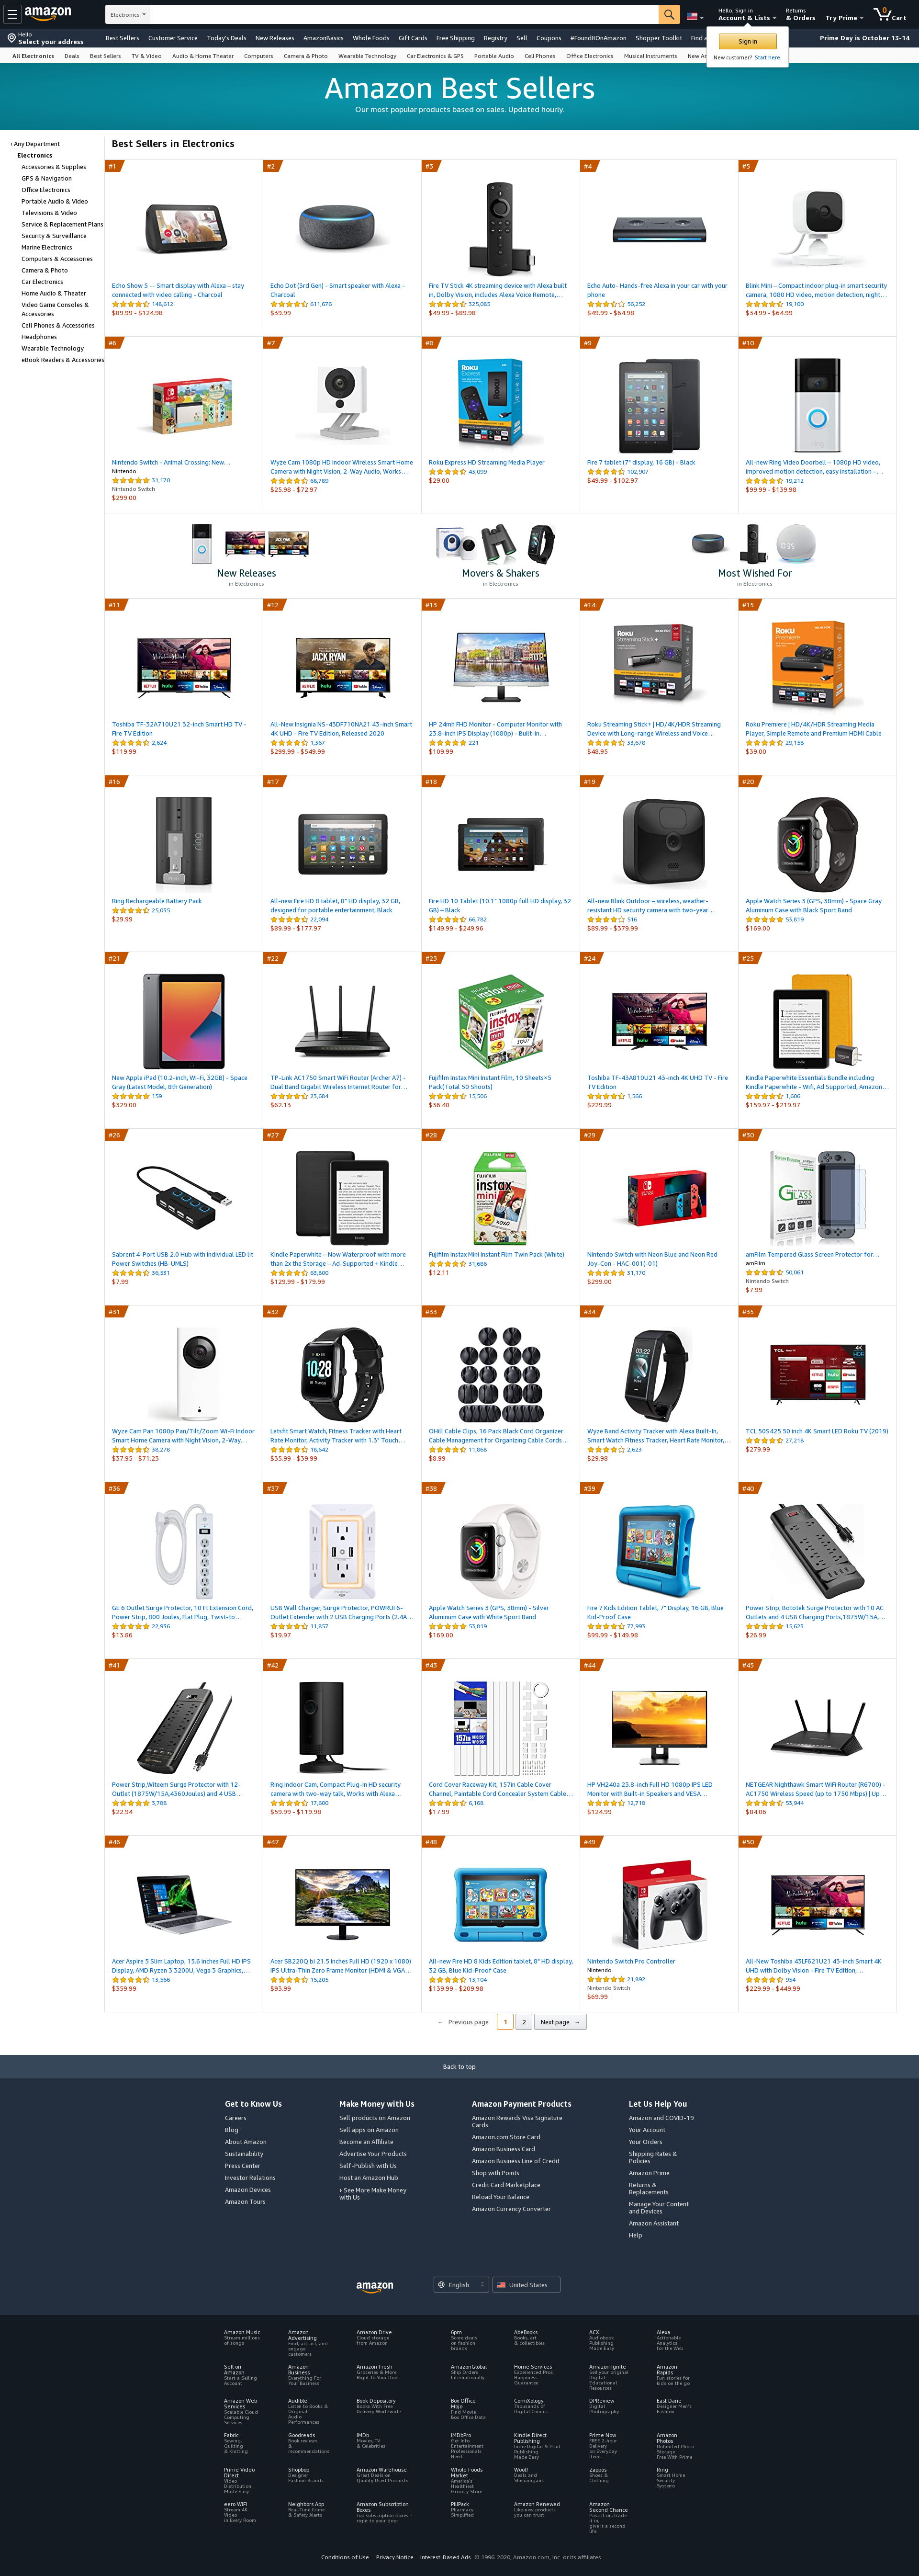 amazon
Electronics
Hello, Sign in
Account & Lists
Returns
& Orders
Try Prime
0
Cart
Hello
Select your address
Best Sellers Customer Service Today's Deals New Releases AmazonBasics Whole Foods Gift Cards Free Shipping Registry Sell Coupons #FoundItOnAmazon Shopper Toolkit Find a
Prime Day is October 13-14
Sign in
New customer? Start here.
All Electronics Deals Best Sellers TV & Video Audio & Home Theater Computers Camera & Photo Wearable Technology Car Electronics & GPS Portable Audio Cell Phones Office Electronics Musical Instruments New Ar
Amazon Best Sellers
Our most popular products based on sales. Updated hourly.
‹ Any Department
Electronics
Accessories & Supplies
GPS & Navigation
Office Electronics
Portable Audio & Video
Televisions & Video
Service & Replacement Plans
Security & Surveillance
Marine Electronics
Computers & Accessories
Camera & Photo
Car Electronics
Home Audio & Theater
Video Game Consoles &
Accessories
Cell Phones & Accessories
Headphones
Wearable Technology
eBook Readers & Accessories
Best Sellers in Electronics
#1
Echo Show 5 -- Smart display with Alexa – stay
connected with video calling - Charcoal
148,612
$89.99 - $124.98
#2
Echo Dot (3rd Gen) - Smart speaker with Alexa -
Charcoal
611,676
$39.99
#3
Fire TV Stick 4K streaming device with Alexa built
in, Dolby Vision, includes Alexa Voice Remote,…
325,085
$49.99 - $89.98
#4
Echo Auto- Hands-free Alexa in your car with your
phone
56,252
$49.99 - $64.98
#5
Blink Mini – Compact indoor plug-in smart security
camera, 1080 HD video, motion detection, night…
19,100
$34.99 - $64.99
#6
Nintendo Switch - Animal Crossing: New…
Nintendo
31,170
Nintendo Switch
$299.00
#7
Wyze Cam 1080p HD Indoor Wireless Smart Home
Camera with Night Vision, 2-Way Audio, Works…
68,789
$25.98 - $72.97
#8
Roku Express HD Streaming Media Player
43,099
$29.00
#9
Fire 7 tablet (7" display, 16 GB) - Black
102,907
$49.99 - $102.97
#10
All-new Ring Video Doorbell – 1080p HD video,
improved motion detection, easy installation –…
19,212
$99.99 - $139.98
New Releases
in Electronics
Movers & Shakers
in Electronics
Most Wished For
in Electronics
#11
Toshiba TF-32A710U21 32-inch Smart HD TV -
Fire TV Edition
2,624
$119.99
#12
JACK RYAN
All-New Insignia NS-43DF710NA21 43-inch Smart
4K UHD - Fire TV Edition, Released 2020
1,367
$299.99 - $549.99
#13
HP 24mh FHD Monitor - Computer Monitor with
23.8-inch IPS Display (1080p) - Built-in…
221
$109.99
#14
Roku Streaming Stick+ | HD/4K/HDR Streaming
Device with Long-range Wireless and Voice…
33,678
$48.95
#15
Roku Premiere | HD/4K/HDR Streaming Media
Player, Simple Remote and Premium HDMI Cable
29,158
$39.00
#16
ring
Ring Rechargeable Battery Pack
25,035
$29.99
#17
All-new Fire HD 8 tablet, 8" HD display, 32 GB,
designed for portable entertainment, Black
22,094
$89.99 - $177.97
#18
Fire HD 10 Tablet (10.1" 1080p full HD display, 32
GB) – Black
66,782
$149.99 - $249.96
#19
All-new Blink Outdoor – wireless, weather-
resistant HD security camera with two-year…
516
$89.99 - $379.99
#20
Apple Watch Series 3 (GPS, 38mm) - Space Gray
Aluminum Case with Black Sport Band
53,819
$169.00
#21
New Apple iPad (10.2-inch, Wi-Fi, 32GB) - Space
Gray (Latest Model, 8th Generation)
159
$329.00
#22
TP-Link AC1750 Smart WiFi Router (Archer A7) -
Dual Band Gigabit Wireless Internet Router for…
23,684
$62.13
#23
instax
mini
Fujifilm Instax Mini Instant Film, 10 Sheets×5
Pack(Total 50 Shoots)
15,506
$36.40
#24
Toshiba TF-43A810U21 43-inch 4K UHD TV - Fire
TV Edition
1,566
$229.99
#25
Kindle Paperwhite Essentials Bundle including
Kindle Paperwhite - Wifi, Ad Supported, Amazon…
1,606
$159.97 - $219.97
#26
Sabrent 4-Port USB 2.0 Hub with Individual LED lit
Power Switches (HB-UMLS)
36,531
$7.99
#27
Kindle Paperwhite – Now Waterproof with more
than 2x the Storage – Ad-Supported + Kindle…
63,800
$129.99 - $179.99
#28
FUJIFILM
instax
mini
Fujifilm Instax Mini Instant Film Twin Pack (White)
31,686
$12.11
#29
Nintendo Switch with Neon Blue and Neon Red
Joy-Con - HAC-001(-01)
31,170
$299.00
#30
GLASS
amFilm Tempered Glass Screen Protector for…
amFilm
50,061
Nintendo Switch
$7.99
#31
Wyze Cam Pan 1080p Pan/Tilt/Zoom Wi-Fi Indoor
Smart Home Camera with Night Vision, 2-Way…
38,278
$37.93 - $71.23
#32
10:28
Letsfit Smart Watch, Fitness Tracker with Heart
Rate Monitor, Activity Tracker with 1.3" Touch…
18,642
$35.99 - $39.99
#33
OHill Cable Clips, 16 Pack Black Cord Organizer
Cable Management for Organizing Cable Cords…
11,868
$8.99
#34
03:22
Wyze Band Activity Tracker with Alexa Built-In,
Smart Watch Fitness Tracker, Heart Rate Monitor,…
2,623
$29.98
#35
TCL 50S425 50 inch 4K Smart LED Roku TV (2019)
27,218
$279.99
#36
GE 6 Outlet Surge Protector, 10 Ft Extension Cord,
Power Strip, 800 Joules, Flat Plug, Twist-to…
22,936
$13.86
#37
USB Wall Charger, Surge Protector, POWRUI 6-
Outlet Extender with 2 USB Charging Ports (2.4A…
11,857
$19.97
#38
Apple Watch Series 3 (GPS, 38mm) - Silver
Aluminum Case with White Sport Band
53,819
$169.00
#39
Fire 7 Kids Edition Tablet, 7" Display, 16 GB, Blue
Kid-Proof Case
77,993
$99.99 - $149.98
#40
Power Strip, Bototek Surge Protector with 10 AC
Outlets and 4 USB Charging Ports,1875W/15A,…
15,623
$26.99
#41
Power Strip,Witeem Surge Protector with 12-
Outlet (1875W/15A,4360Joules) and 4 USB…
3,786
$22.94
#42
Ring Indoor Cam, Compact Plug-In HD security
camera with two-way talk, Works with Alexa…
17,600
$59.99 - $119.98
#43
157in
Cord Cover Raceway Kit, 157in Cable Cover
Channel, Paintable Cord Concealer System Cable…
6,168
$17.99
#44
HP VH240a 23.8-inch Full HD 1080p IPS LED
Monitor with Built-in Speakers and VESA…
12,718
$124.99
#45
NETGEAR Nighthawk Smart WiFi Router (R6700) -
AC1750 Wireless Speed (up to 1750 Mbps) | Up…
53,944
$84.06
#46
Acer Aspire 5 Slim Laptop, 15.6 inches Full HD IPS
Display, AMD Ryzen 3 3200U, Vega 3 Graphics,…
13,566
$359.99
#47
Acer SB220Q bi 21.5 Inches Full HD (1920 x 1080)
IPS Ultra-Thin Zero Frame Monitor (HDMI & VGA…
15,205
$93.99
#48
All-new Fire HD 8 Kids Edition tablet, 8" HD display,
32 GB, Blue Kid-Proof Case
13,104
$139.99 - $209.98
#49
Nintendo Switch Pro Controller
Nintendo
21,892
Nintendo Switch
$69.99
#50
All-New Toshiba 43LF621U21 43-inch Smart 4K
UHD with Dolby Vision - Fire TV Edition,…
954
$229.99 - $449.99
← Previous page 1 2 Next page →
Back to top
Get to Know Us
Careers
Blog
About Amazon
Sustainability
Press Center
Investor Relations
Amazon Devices
Amazon Tours
Make Money with Us
Sell products on Amazon
Sell apps on Amazon
Become an Affiliate
Advertise Your Products
Self-Publish with Us
Host an Amazon Hub
› See More Make Money
with Us
Amazon Payment Products
Amazon Rewards Visa Signature
Cards
Amazon.com Store Card
Amazon Business Card
Amazon Business Line of Credit
Shop with Points
Credit Card Marketplace
Reload Your Balance
Amazon Currency Converter
Let Us Help You
Amazon and COVID-19
Your Account
Your Orders
Shipping Rates &
Policies
Amazon Prime
Returns &
Replacements
Manage Your Content
and Devices
Amazon Assistant
Help
amazon
English
United States
Amazon Music
Stream millions
of songs
Amazon
Advertising
Find, attract, and
engage
customers
Amazon Drive
Cloud storage
from Amazon
6pm
Score deals
on fashion
brands
AbeBooks
Books, art
& collectibles
ACX
Audiobook
Publishing
Made Easy
Alexa
Actionable
Analytics
for the Web
Sell on
Amazon
Start a Selling
Account
Amazon
Business
Everything For
Your Business
Amazon Fresh
Groceries & More
Right To Your Door
AmazonGlobal
Ship Orders
Internationally
Home Services
Experienced Pros
Happiness
Guarantee
Amazon Ignite
Sell your original
Digital
Educational
Resources
Amazon
Rapids
Fun stories for
kids on the go
Amazon Web
Services
Scalable Cloud
Computing
Services
Audible
Listen to Books &
Original
Audio
Performances
Book Depository
Books With Free
Delivery Worldwide
Box Office
Mojo
Find Movie
Box Office Data
ComiXology
Thousands of
Digital Comics
DPReview
Digital
Photography
East Dane
Designer Men's
Fashion
Fabric
Sewing,
Quilting
& Knitting
Goodreads
Book reviews
&
recommendations
IMDb
Movies, TV
& Celebrities
IMDbPro
Get Info
Entertainment
Professionals
Need
Kindle Direct
Publishing
Indie Digital & Print
Publishing
Made Easy
Prime Now
FREE 2-hour
Delivery
on Everyday
Items
Amazon
Photos
Unlimited Photo
Storage
Free With Prime
Prime Video
Direct
Video
Distribution
Made Easy
Shopbop
Designer
Fashion Brands
Amazon Warehouse
Great Deals on
Quality Used Products
Whole Foods
Market
America's
Healthiest
Grocery Store
Woot!
Deals and
Shenanigans
Zappos
Shoes &
Clothing
Ring
Smart Home
Security
Systems
eero WiFi
Stream 4K
Video
in Every Room
Neighbors App
Real-Time Crime
& Safety Alerts
Amazon Subscription
Boxes
Top subscription boxes –
right to your door
PillPack
Pharmacy
Simplified
Amazon Renewed
Like-new products
you can trust
Amazon
Second Chance
Pass it on, trade
it in,
give it a second
life
Conditions of Use Privacy Notice Interest-Based Ads © 1996-2020, Amazon.com, Inc. or its affiliates